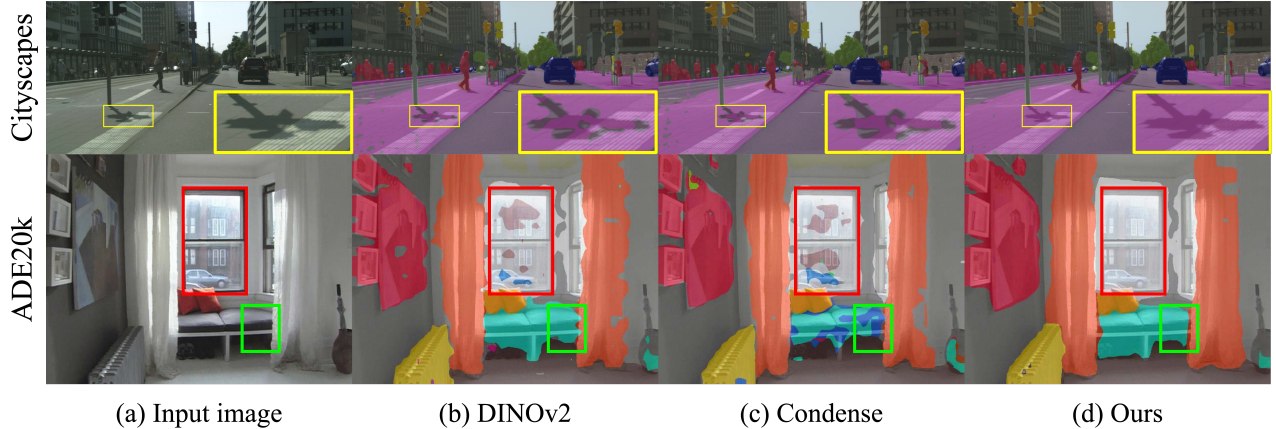 Cityscapes
ADE20k
(a) Input image
(b) DINOv2
(c) Condense
(d) Ours